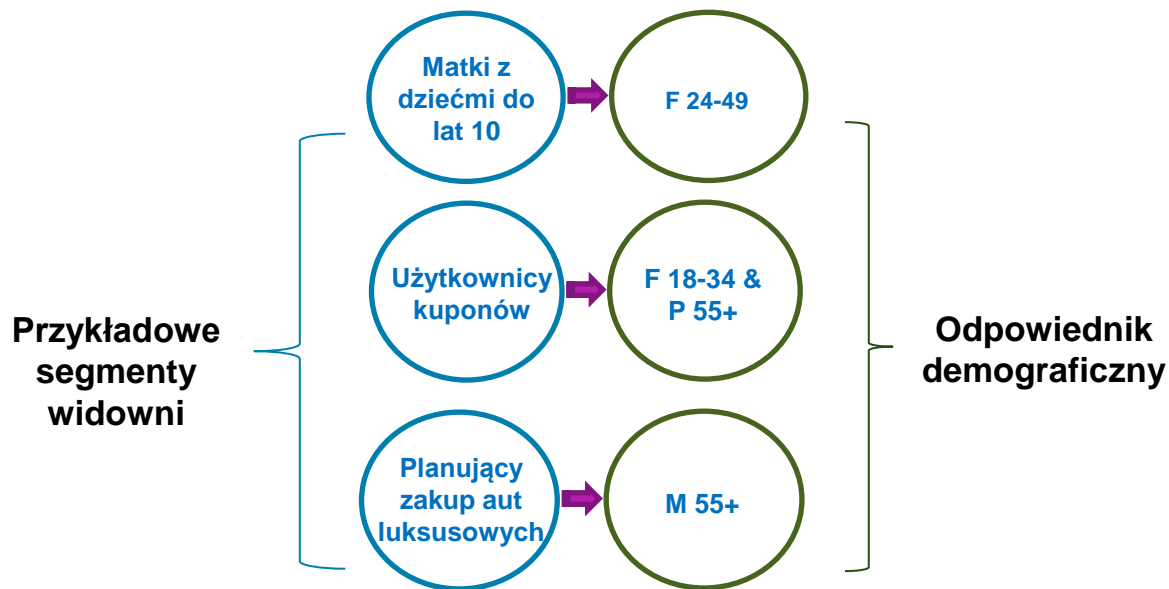 Matki z
dziećmi do
lat 10
F 24-49
Przykładowe
segmenty
widowni
Użytkownicy
kuponów
F 18-34 &
P 55+
Odpowiednik
demograficzny
Planujący
zakup aut
luksusowych
M 55+